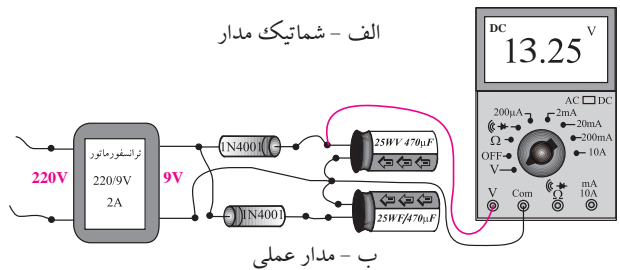 الف - شماتیک مدار
DC 13.25 V
AC DC
200µA 2mA
20mA
Ω 200mA
OFF 10A
V
V Com Ω mA 10A
1N4001 25WV 470µF
ترانسفورماتور
220V 220/9V 9V
2A
1N4001 25WF/470µF
ب - مدار عملی